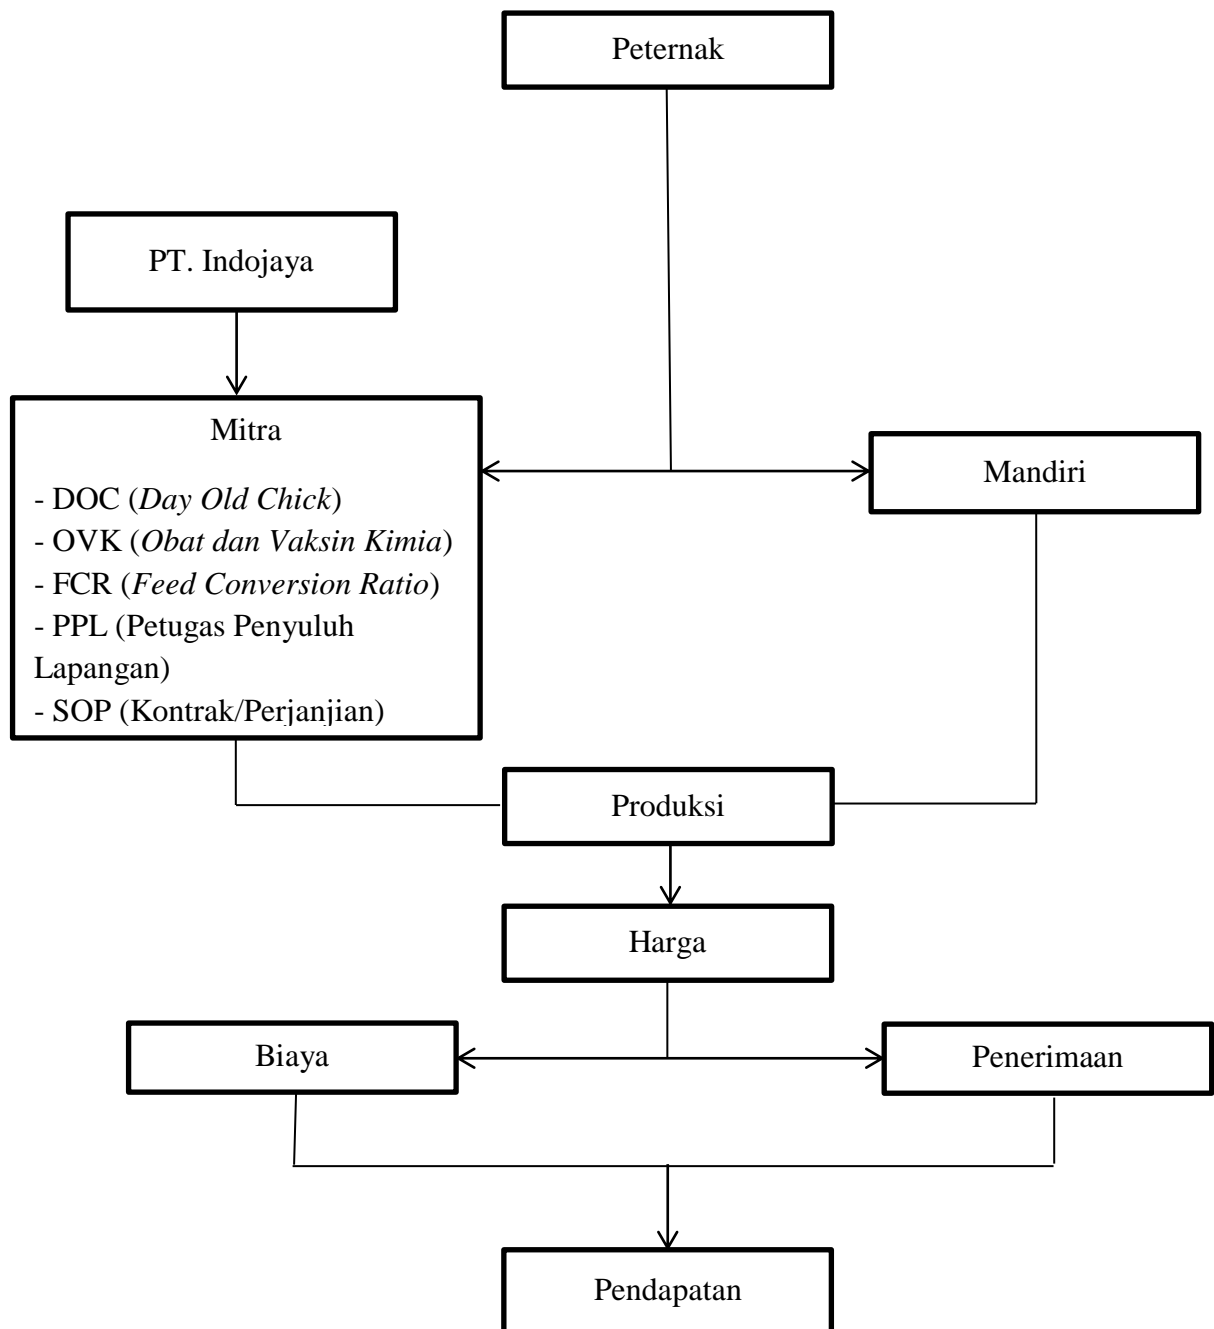 Peternak
PT. Indojaya
Mitra
- DOC (Day Old Chick)
- OVK (Obat dan Vaksin Kimia)
- FCR (Feed Conversion Ratio)
- PPL (Petugas Penyuluh
Lapangan)
- SOP (Kontrak/Perjanjian)
Mandiri
Produksi
Harga
Biaya
Penerimaan
Pendapatan